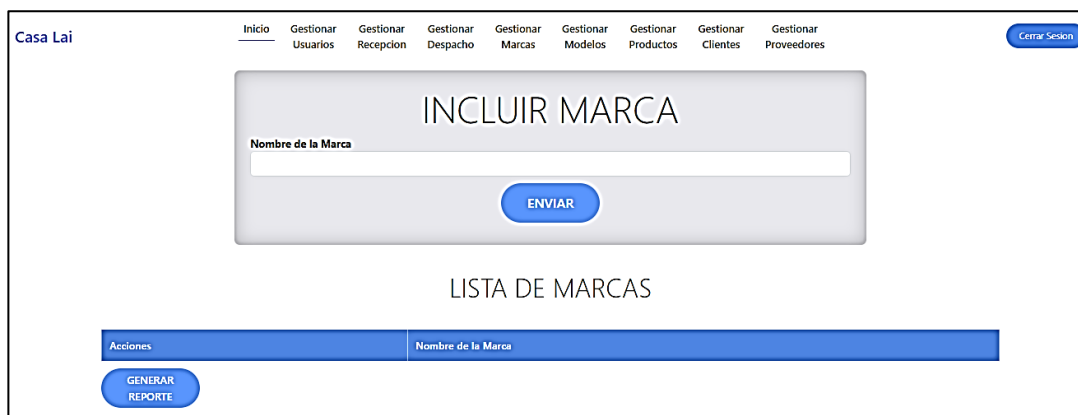 Casa Lai
Inicio
Gestionar
Usuarios
Gestionar
Recepcion
Gestionar
Despacho
Gestionar
Marcas
Gestionar
Modelos
Gestionar
Productos
Gestionar
Clientes
Gestionar
Proveedores
Cerrar Sesion
INCLUIR MARCA
Nombre de la Marca
ENVIAR
LISTA DE MARCAS
Acciones
Nombre de la Marca
GENERAR
REPORTE